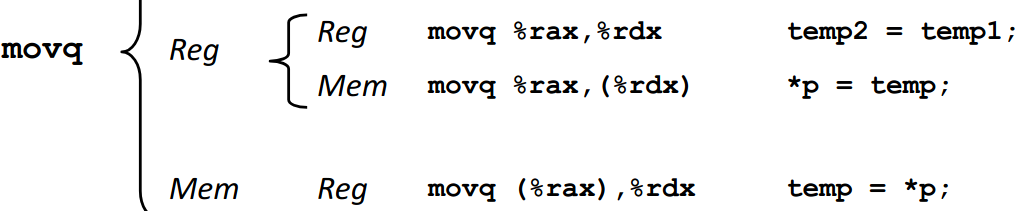 Reg movq %rax,%rdx temp2 = temp1;
movq Reg
Mem movq %rax,(%rdx) *p = temp;
Mem Reg movq (%rax),%rdx temp = *p;